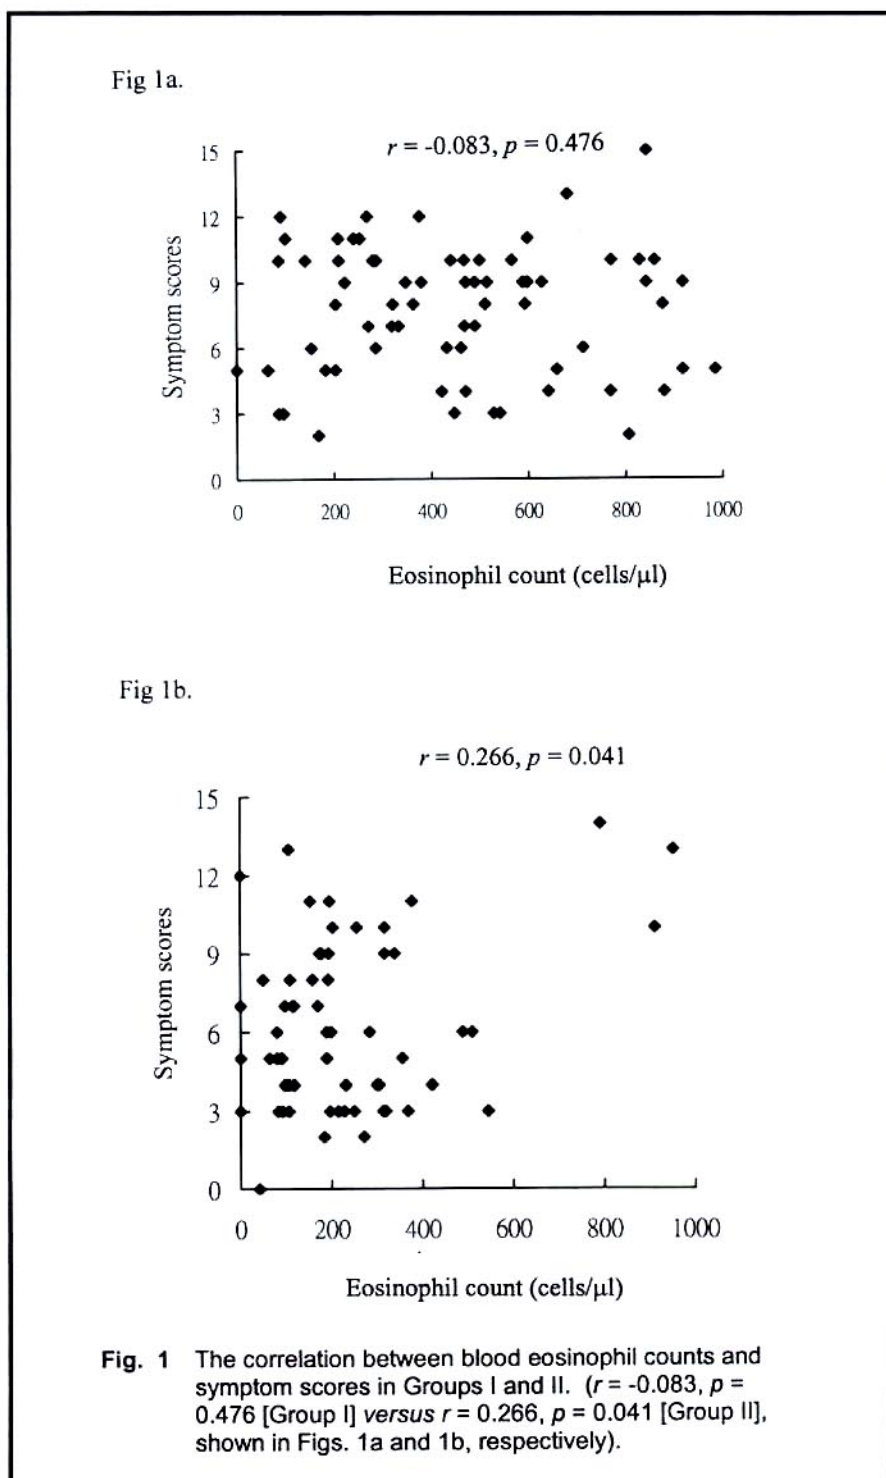 Fig 1a.
r = -0.083, p = 0.476
15
12
9
6
3
0
Symptom scores
0 200 400 600 800 1000
Eosinophil count (cells/µl)
Fig 1b.
r = 0.266, p = 0.041
15
12
9
6
3
0
Symptom scores
0 200 400 600 800 1000
Eosinophil count (cells/µl)
Fig. 1 The correlation between blood eosinophil counts and
symptom scores in Groups I and II. (r = -0.083, p =
0.476 [Group I] versus r = 0.266, p = 0.041 [Group II],
shown in Figs. 1a and 1b, respectively).